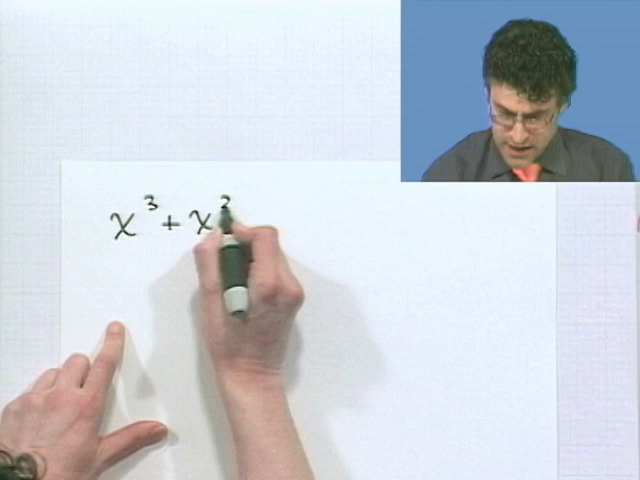 x³ + x²